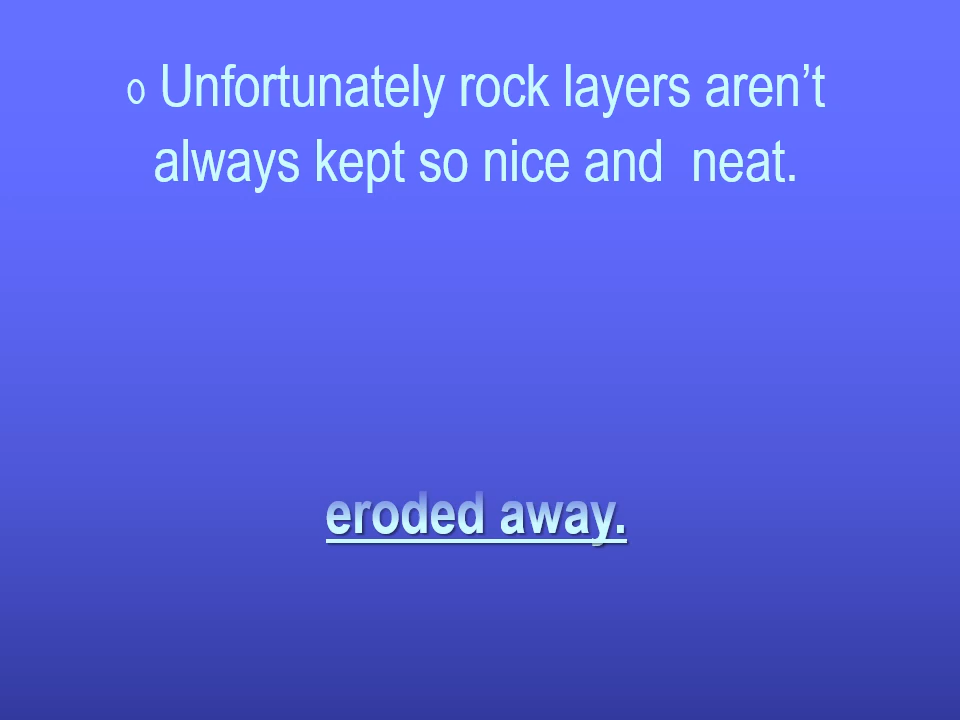 o Unfortunately rock layers aren’t
always kept so nice and  neat.
eroded away.